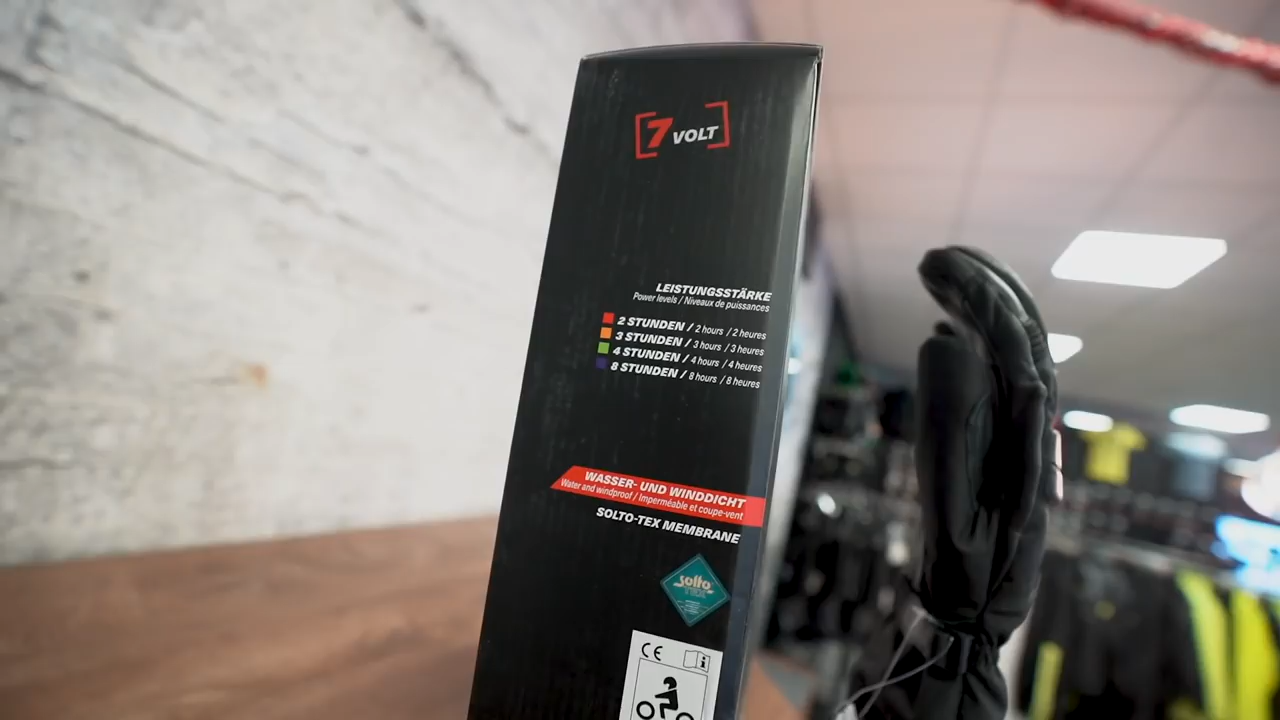 [7 VOLT]
LEISTUNGSSTÄRKE
Power levels / Niveaux de puissances
2 STUNDEN / 2 hours / 2 heures
3 STUNDEN / 3 hours / 3 heures
4 STUNDEN / 4 hours / 4 heures
8 STUNDEN / 8 hours / 8 heures
WASSER- UND WINDDICHT
Water and windproof / Imperméable et coupe-vent
SOLTO-TEX MEMBRANE
Solto
TEX
CE
i